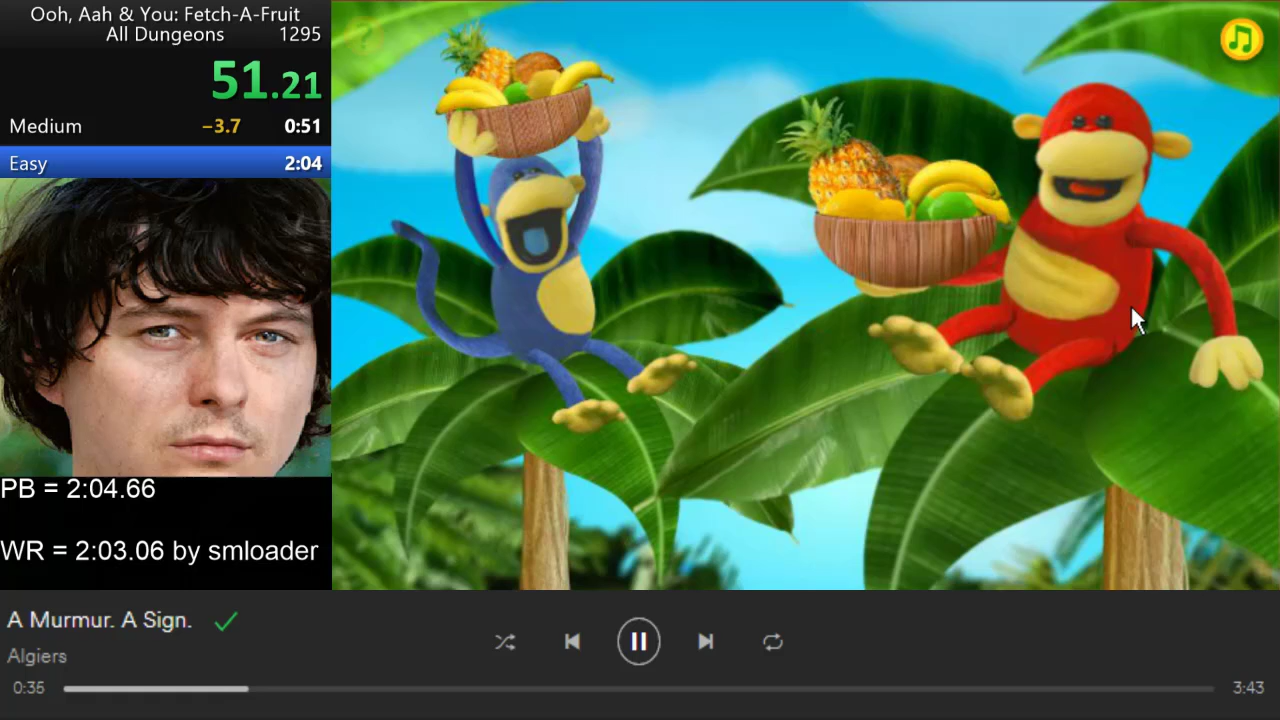 Ooh, Aah & You: Fetch-A-Fruit
All Dungeons 1295
51.21
Medium −3.7 0:51
Easy 2:04
PB = 2:04.66
WR = 2:03.06 by smloader
A Murmur. A Sign.
Algiers
0:35 3:43